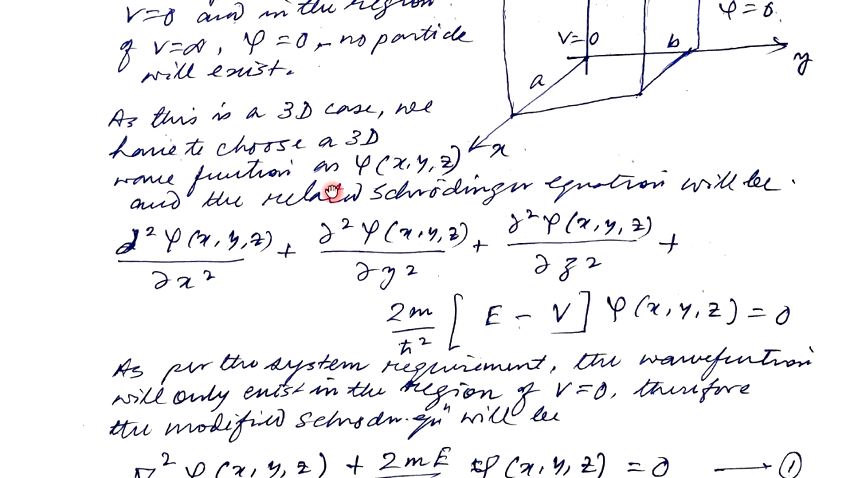 V=0 and in the region
of V=∞, Ψ=0, no particle
will exist.
Ψ=0
V=0
b
y
a
x
As this is a 3D case, we
have to choose a 3D
wave function as Ψ(x,y,z)
and the related Schrödinger equation will be.
∂²Ψ(x,y,z)/∂x² + ∂²Ψ(x,y,z)/∂y² + ∂²Ψ(x,y,z)/∂z² +
2m/ħ² [E - V] Ψ(x,y,z) = 0
As per the system requirement, the wavefunction
will only exist in the region of V=0, therefore
the modified Schrodn. eqⁿ will be
∇²Ψ(x,y,z) + 2mE Ψ(x,y,z) = 0 — ①